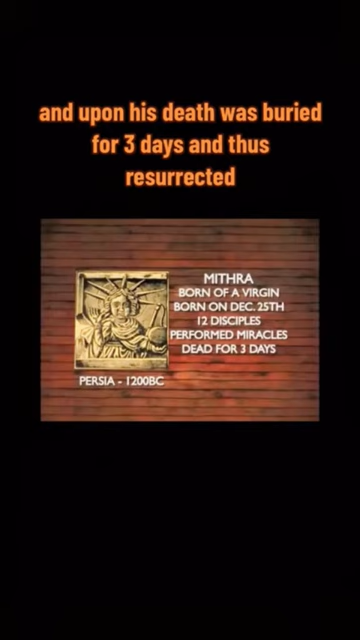 and upon his death was buried
for 3 days and thus
resurrected
MITHRA
BORN OF A VIRGIN
BORN ON DEC. 25TH
12 DISCIPLES
PERFORMED MIRACLES
DEAD FOR 3 DAYS
PERSIA - 1200BC